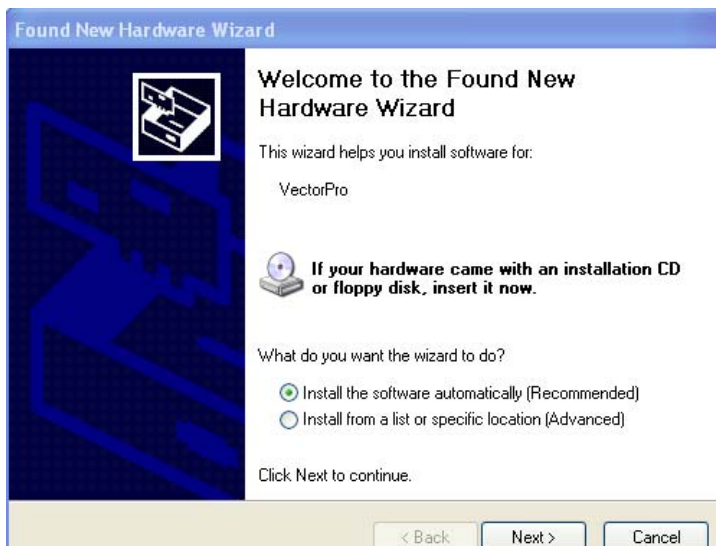 Found New Hardware Wizard
Welcome to the Found New
Hardware Wizard
This wizard helps you install software for:
VectorPro
If your hardware came with an installation CD
or floppy disk, insert it now.
What do you want the wizard to do?
Install the software automatically (Recommended)
Install from a list or specific location (Advanced)
Click Next to continue.
< Back Next > Cancel